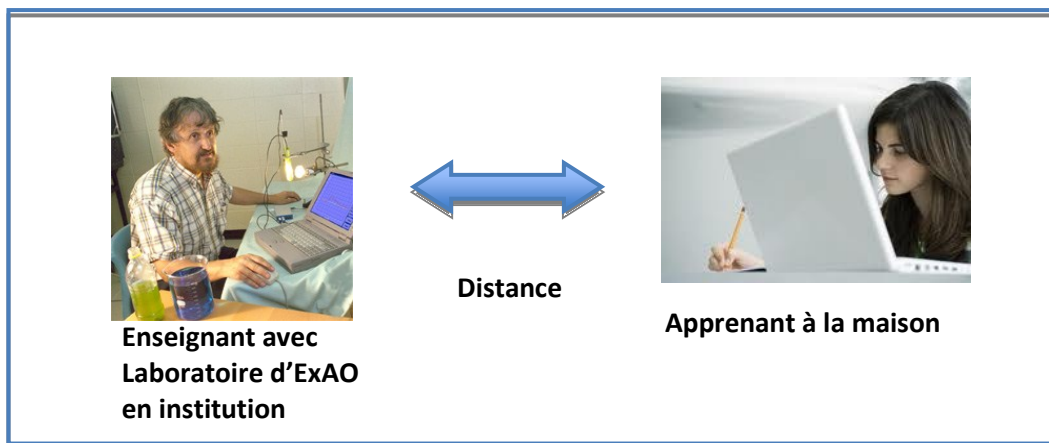 Distance
Enseignant avec
Laboratoire d’ExAO
en institution
Apprenant à la maison